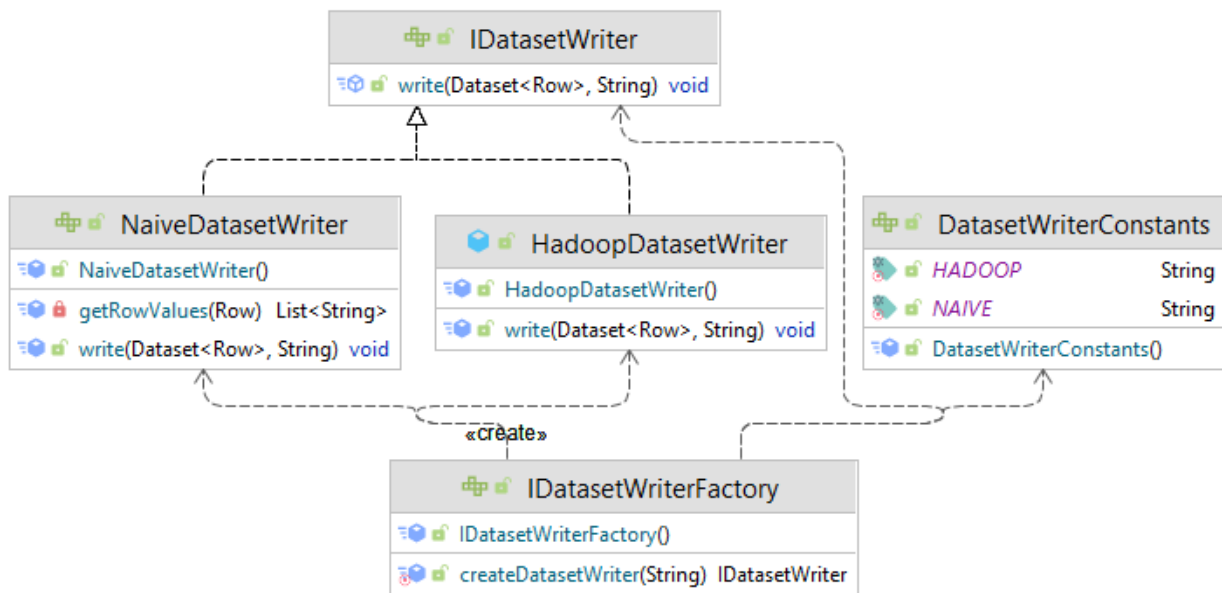 IDatasetWriter
write(Dataset<Row>, String) void
NaiveDatasetWriter
NaiveDatasetWriter()
getRowValues(Row) List<String>
write(Dataset<Row>, String) void
HadoopDatasetWriter
HadoopDatasetWriter()
write(Dataset<Row>, String) void
DatasetWriterConstants
HADOOP String
NAIVE String
DatasetWriterConstants()
«create»
IDatasetWriterFactory
IDatasetWriterFactory()
createDatasetWriter(String) IDatasetWriter